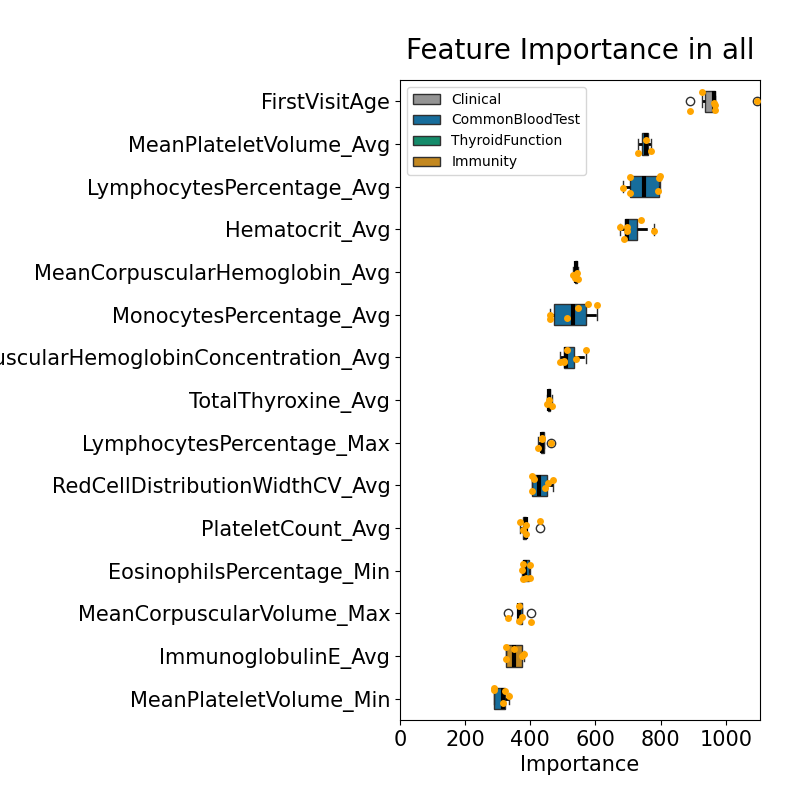 Feature Importance in all
FirstVisitAge
MeanPlateletVolume_Avg
LymphocytesPercentage_Avg
Hematocrit_Avg
MeanCorpuscularHemoglobin_Avg
MonocytesPercentage_Avg
uscularHemoglobinConcentration_Avg
TotalThyroxine_Avg
LymphocytesPercentage_Max
RedCellDistributionWidthCV_Avg
PlateletCount_Avg
EosinophilsPercentage_Min
MeanCorpuscularVolume_Max
ImmunoglobulinE_Avg
MeanPlateletVolume_Min
Clinical
CommonBloodTest
ThyroidFunction
Immunity
0 200 400 600 800 1000
Importance